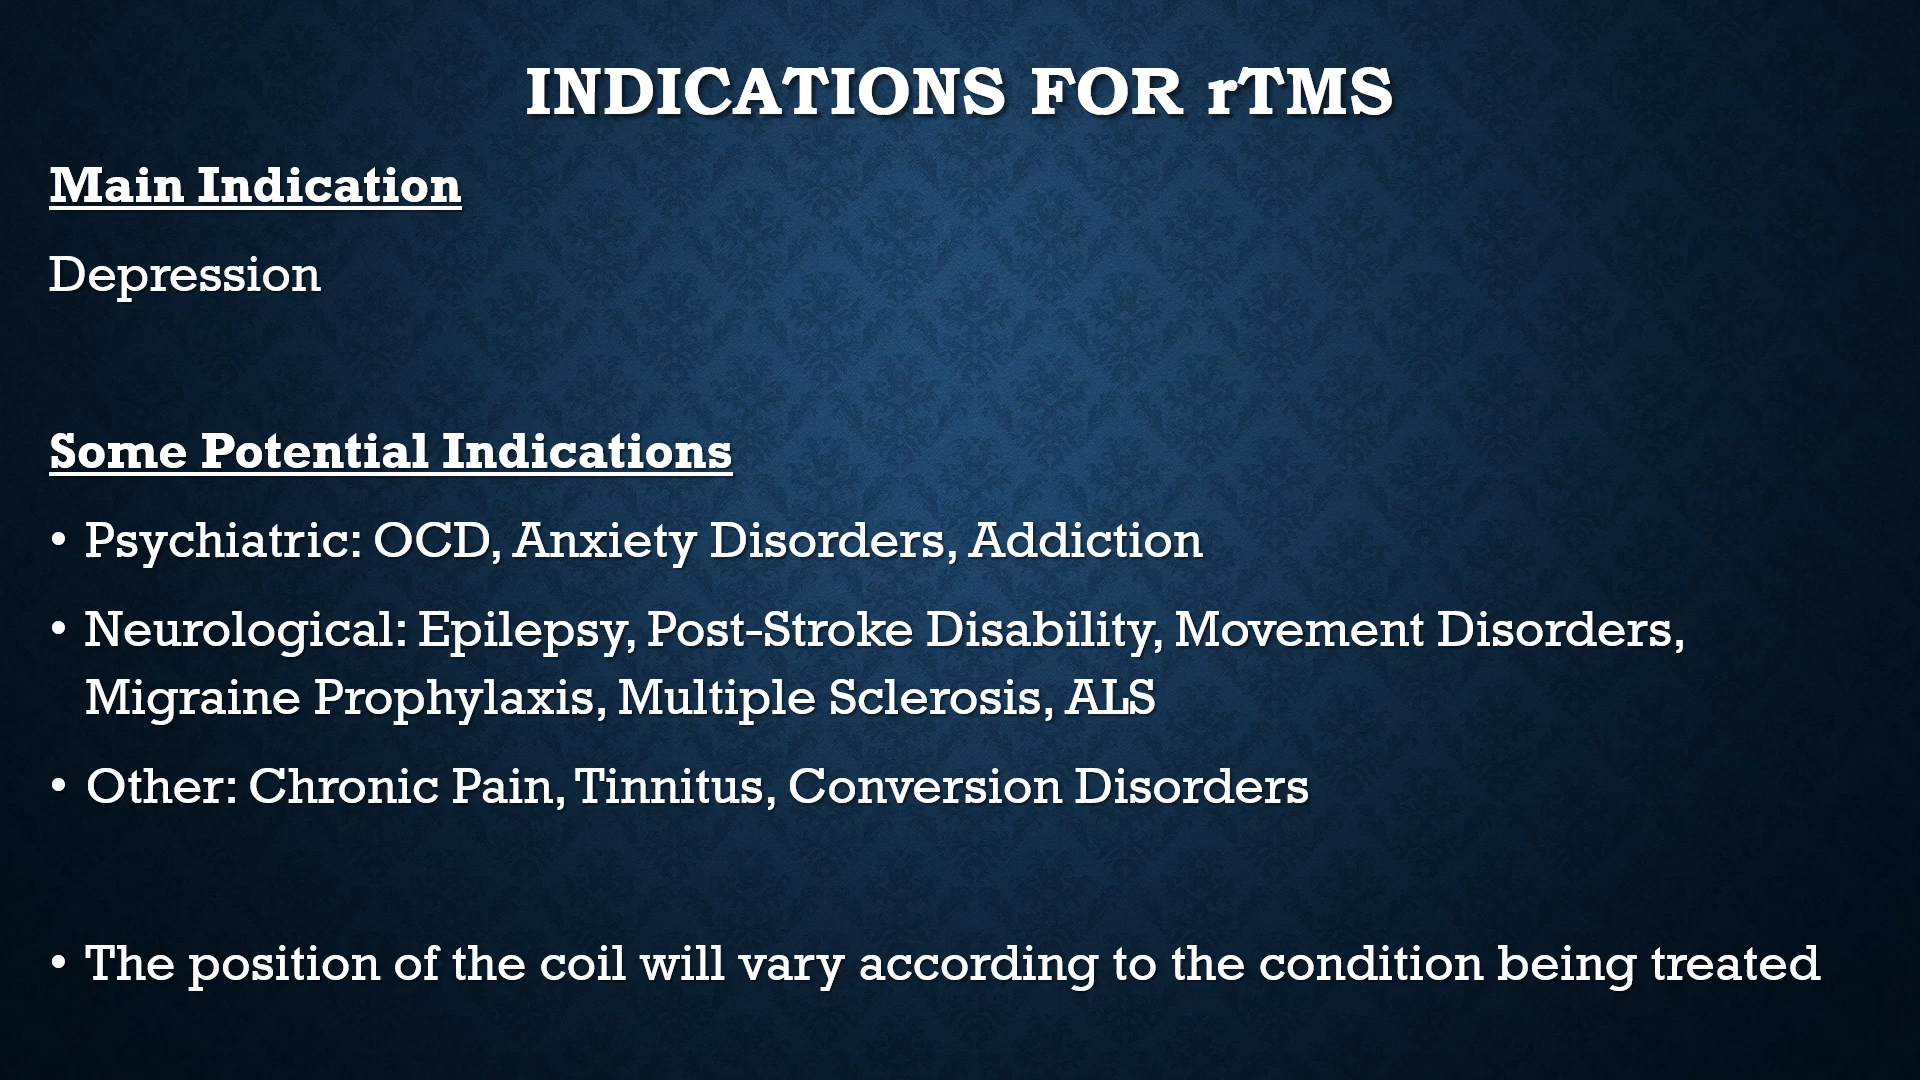 INDICATIONS FOR rTMS
Main Indication
Depression
Some Potential Indications
• Psychiatric: OCD, Anxiety Disorders, Addiction
• Neurological: Epilepsy, Post-Stroke Disability, Movement Disorders,
Migraine Prophylaxis, Multiple Sclerosis, ALS
• Other: Chronic Pain, Tinnitus, Conversion Disorders
• The position of the coil will vary according to the condition being treated